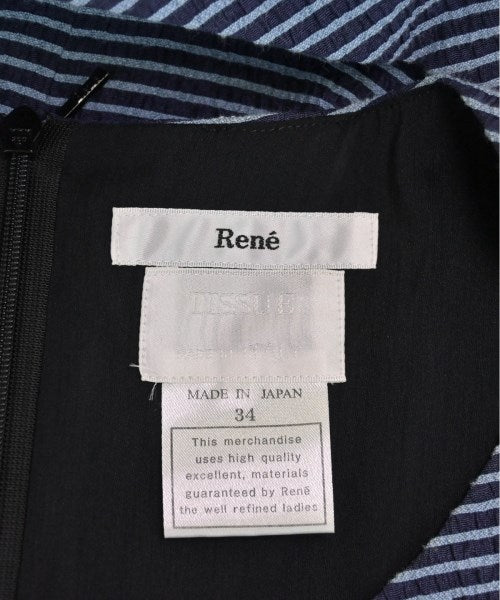 René
TISSUE
MADE IN JAPAN
34
This merchandise
uses high quality
excellent, materials
guaranteed by René
the well refined ladies